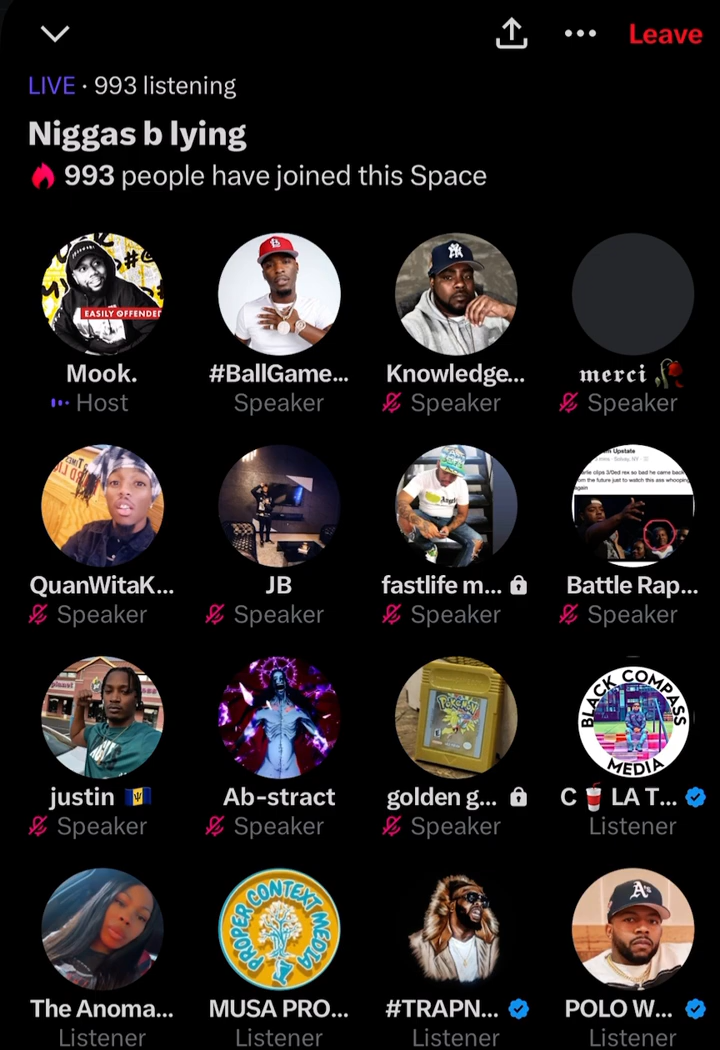 Leave
LIVE · 993 listening
Niggas b lying
993 people have joined this Space
EASILY OFFENDED
Mook.
Host
#BallGame...
Speaker
Knowledge...
Speaker
𝖒𝖊𝖗𝖈𝖎 🥀
Speaker
QuanWitaK...
Speaker
JB
Speaker
fastlife m...
Speaker
Upstate
Battle Rap...
Speaker
justin 🇧🇧
Speaker
Ab-stract
Speaker
POKéMON
golden g...
Speaker
BLACK COMPASS
MEDIA
C 🥤 LA T...
Listener
The Anoma...
Listener
PROPER CONTEXT MEDIA
MUSA PRO...
Listener
#TRAPN...
Listener
A's
POLO W...
Listener